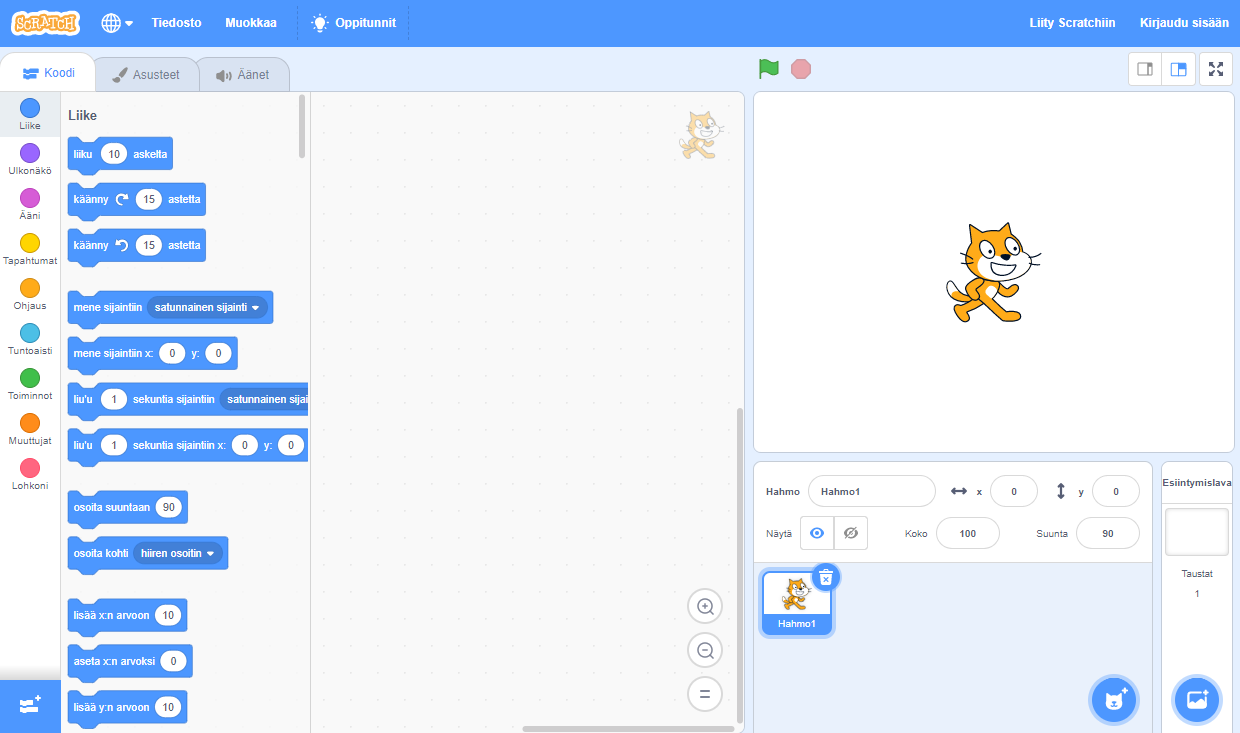 SCRATCH Tiedosto Muokkaa Oppitunnit Liity Scratchiin Kirjaudu sisään
Koodi Asusteet Äänet
Liike
Ulkonäkö
Ääni
Tapahtumat
Ohjaus
Tuntoaisti
Toiminnot
Muuttujat
Lohkoni
Liike
liiku 10 askelta
käänny 15 astetta
käänny 15 astetta
mene sijaintiin satunnainen sijainti
mene sijaintiin x: 0 y: 0
liu'u 1 sekuntia sijaintiin satunnainen sijai
liu'u 1 sekuntia sijaintiin x: 0 y: 0
osoita suuntaan 90
osoita kohti hiiren osoitin
lisää x:n arvoon 10
aseta x:n arvoksi 0
lisää y:n arvoon 10
Hahmo Hahmo1 x 0 y 0
Näytä Koko 100 Suunta 90
Hahmo1
Esiintymislava
Taustat
1